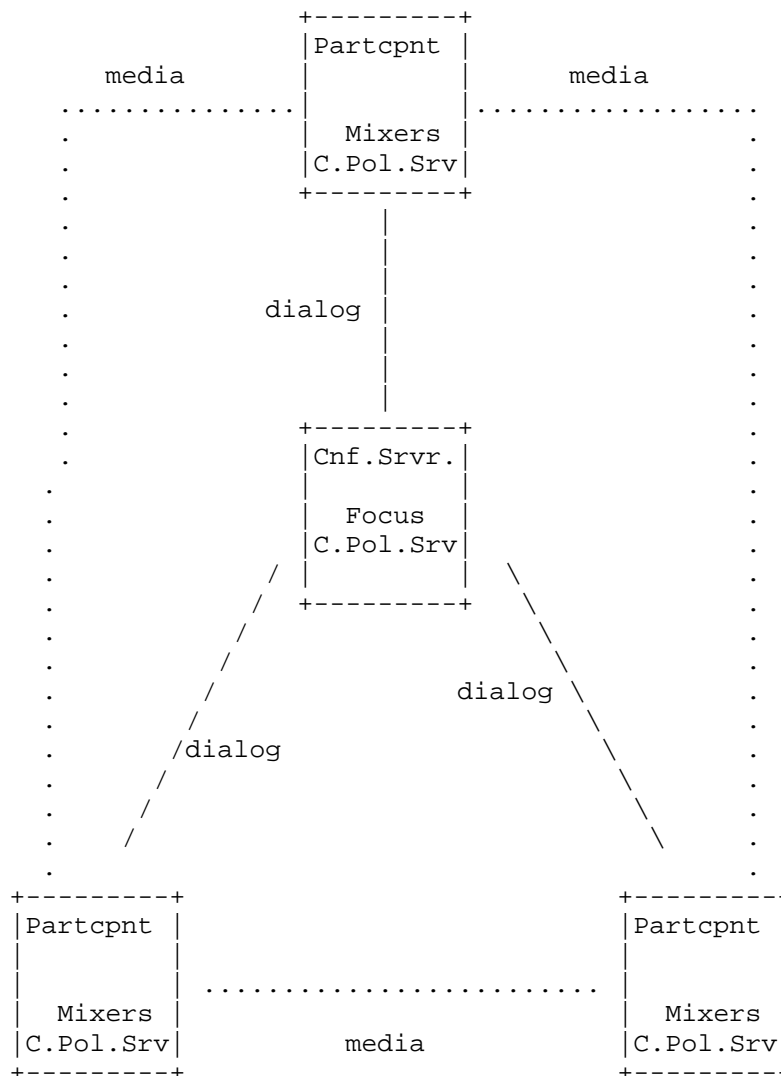 Partcpnt
media media
Mixers
C.Pol.Srv
dialog
Cnf.Srvr.
Focus
C.Pol.Srv
dialog
dialog
Partcpnt Partcpnt
Mixers Mixers
C.Pol.Srv media C.Pol.Srv